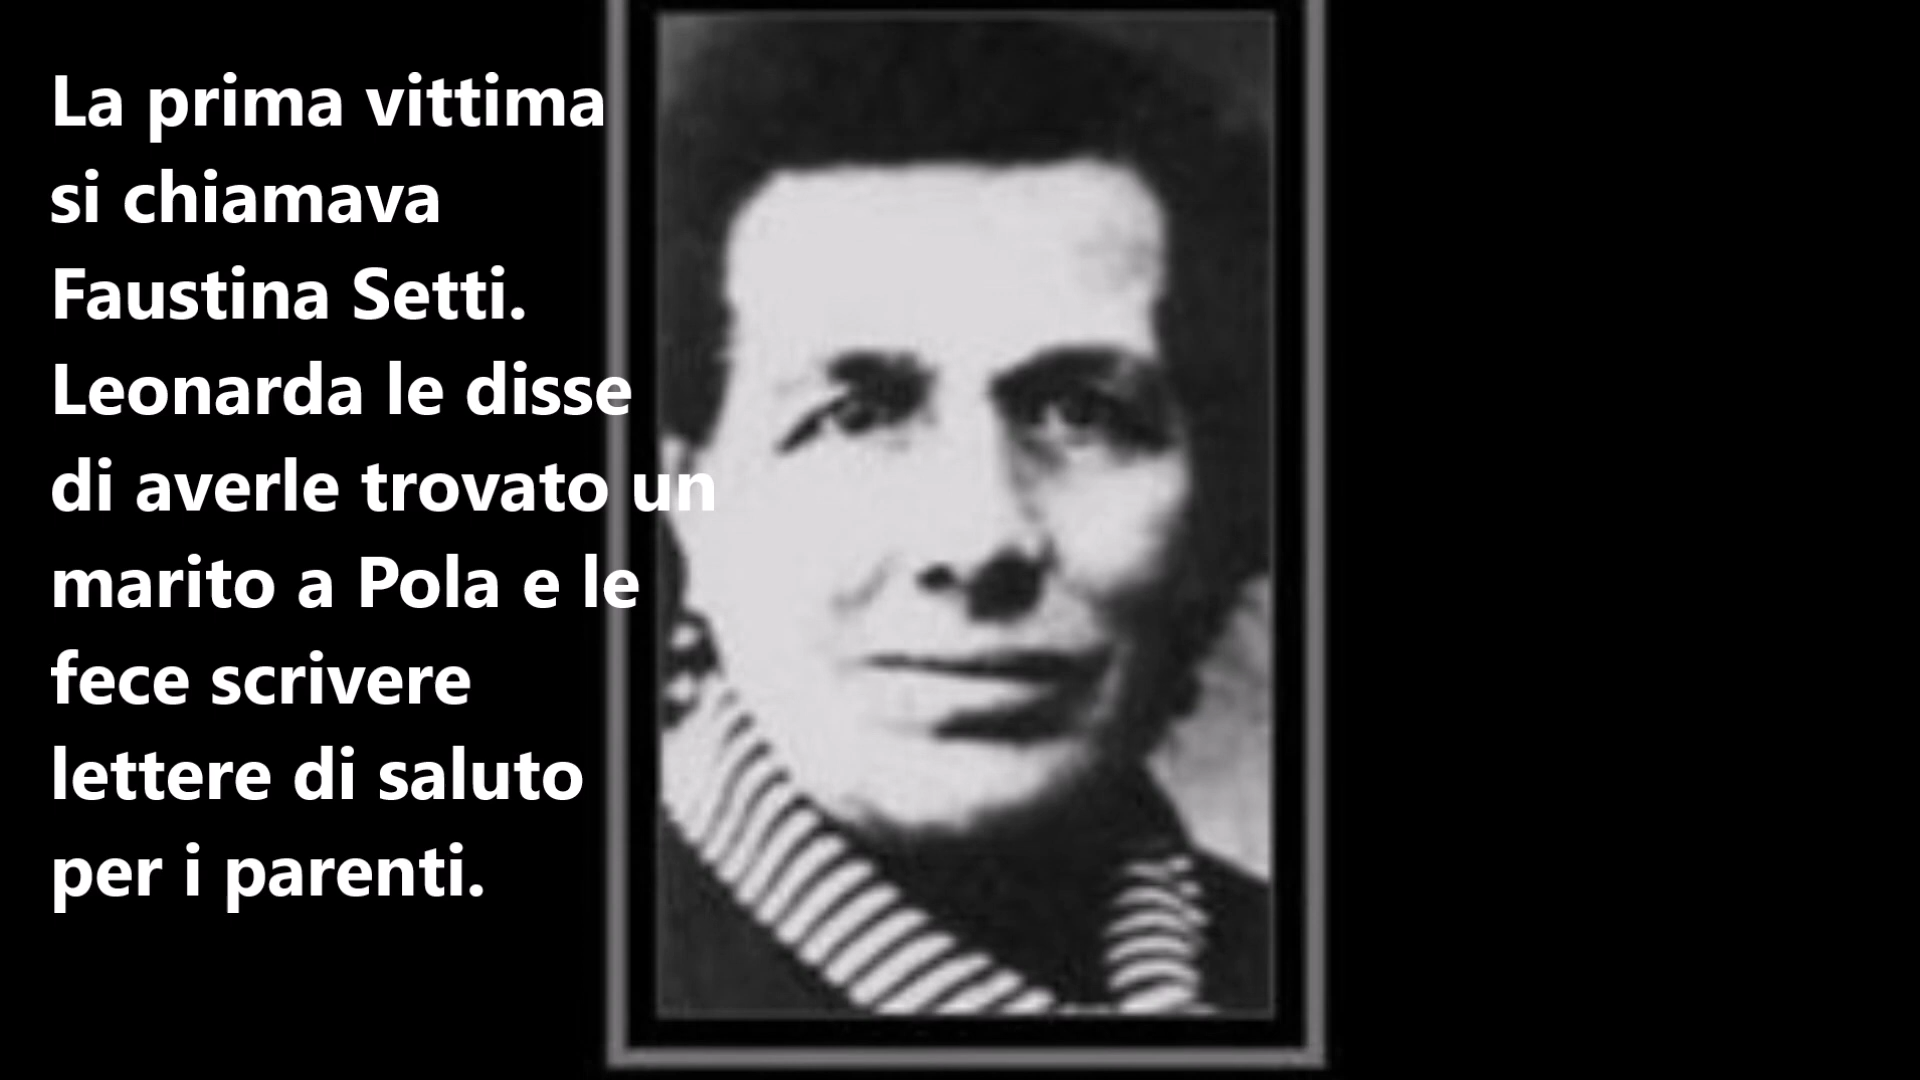 La prima vittima
si chiamava
Faustina Setti.
Leonarda le disse
di averle trovato un
marito a Pola e le
fece scrivere
lettere di saluto
per i parenti.